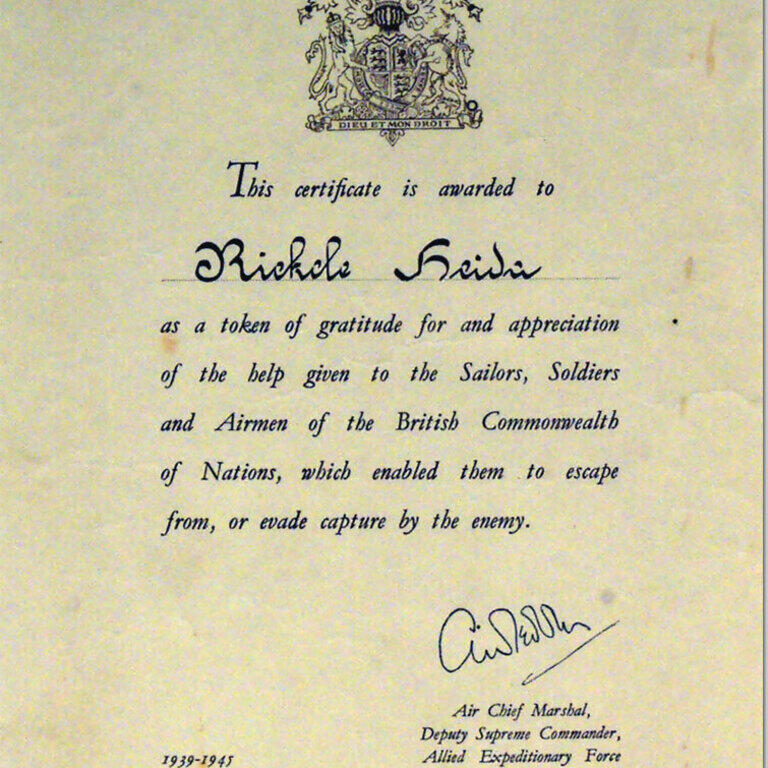 DIEU ET MON DROIT
This certificate is awarded to
Riekele Heida
as a token of gratitude for and appreciation
of the help given to the Sailors, Soldiers
and Airmen of the British Commonwealth
of Nations, which enabled them to escape
from, or evade capture by the enemy.
Air Chief Marshal,
Deputy Supreme Commander,
1939-1945 Allied Expeditionary Force